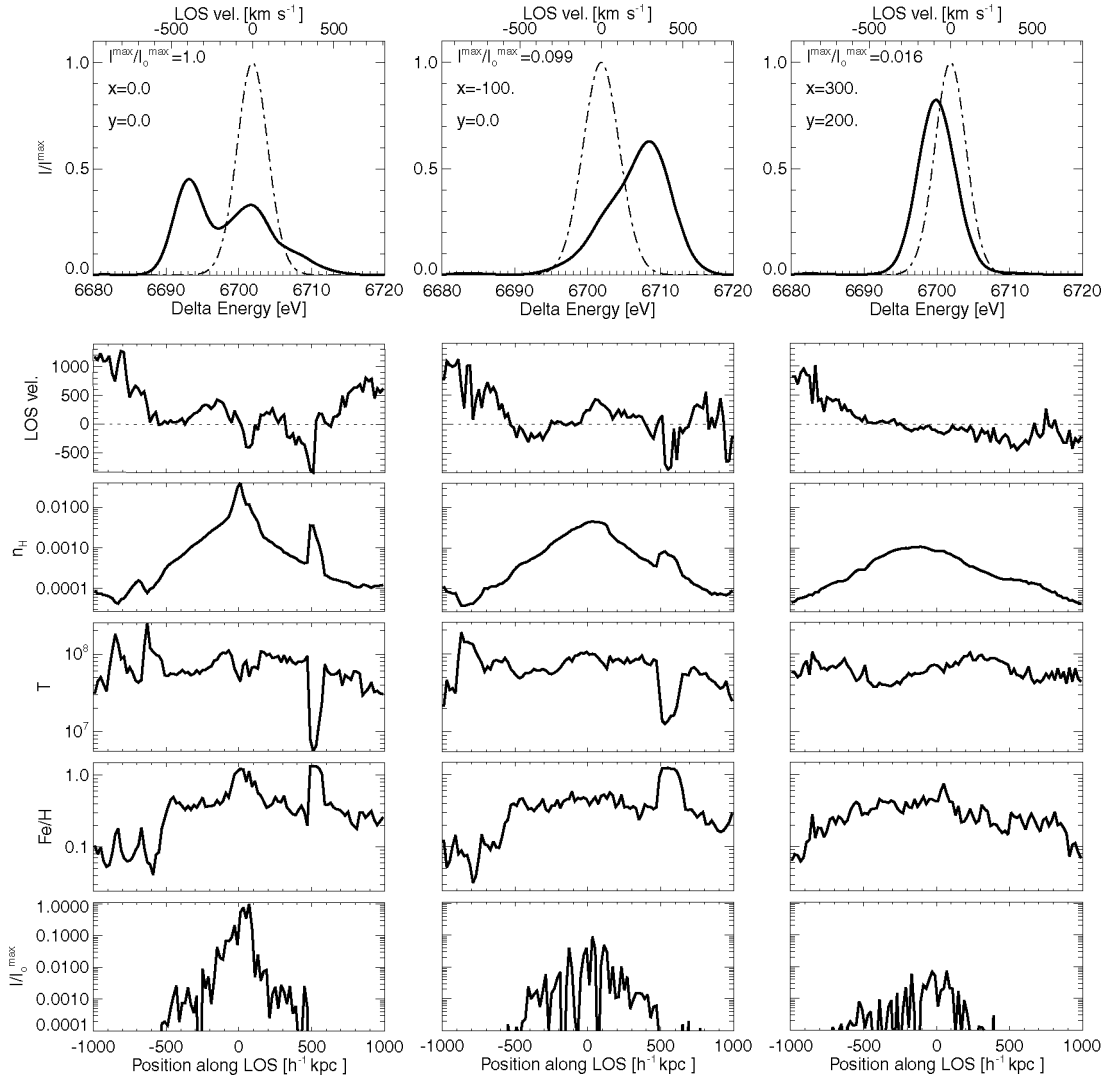 LOS vel. [km s⁻¹] LOS vel. [km s⁻¹] LOS vel. [km s⁻¹]
-500 0 500 -500 0 500 -500 0 500
I/I^max
1.0
0.5
0.0
I^max/I_o^max=1.0
x=0.0
y=0.0
6680 6690 6700 6710 6720
Delta Energy [eV]
1.0
0.5
0.0
I^max/I_o^max=0.099
x=-100.
y=0.0
6680 6690 6700 6710 6720
Delta Energy [eV]
1.0
0.5
0.0
I^max/I_o^max=0.016
x=300.
y=200.
6680 6690 6700 6710 6720
Delta Energy [eV]
LOS vel.
1000
500
0
-500
n_H
0.0100
0.0010
0.0001
T
10⁸
10⁷
Fe/H
1.0
0.1
I/I_o^max
1.0000
0.1000
0.0100
0.0010
0.0001
-1000 -500 0 500 1000 -1000 -500 0 500 1000 -1000 -500 0 500 1000
Position along LOS [h⁻¹ kpc] Position along LOS [h⁻¹ kpc] Position along LOS [h⁻¹ kpc]